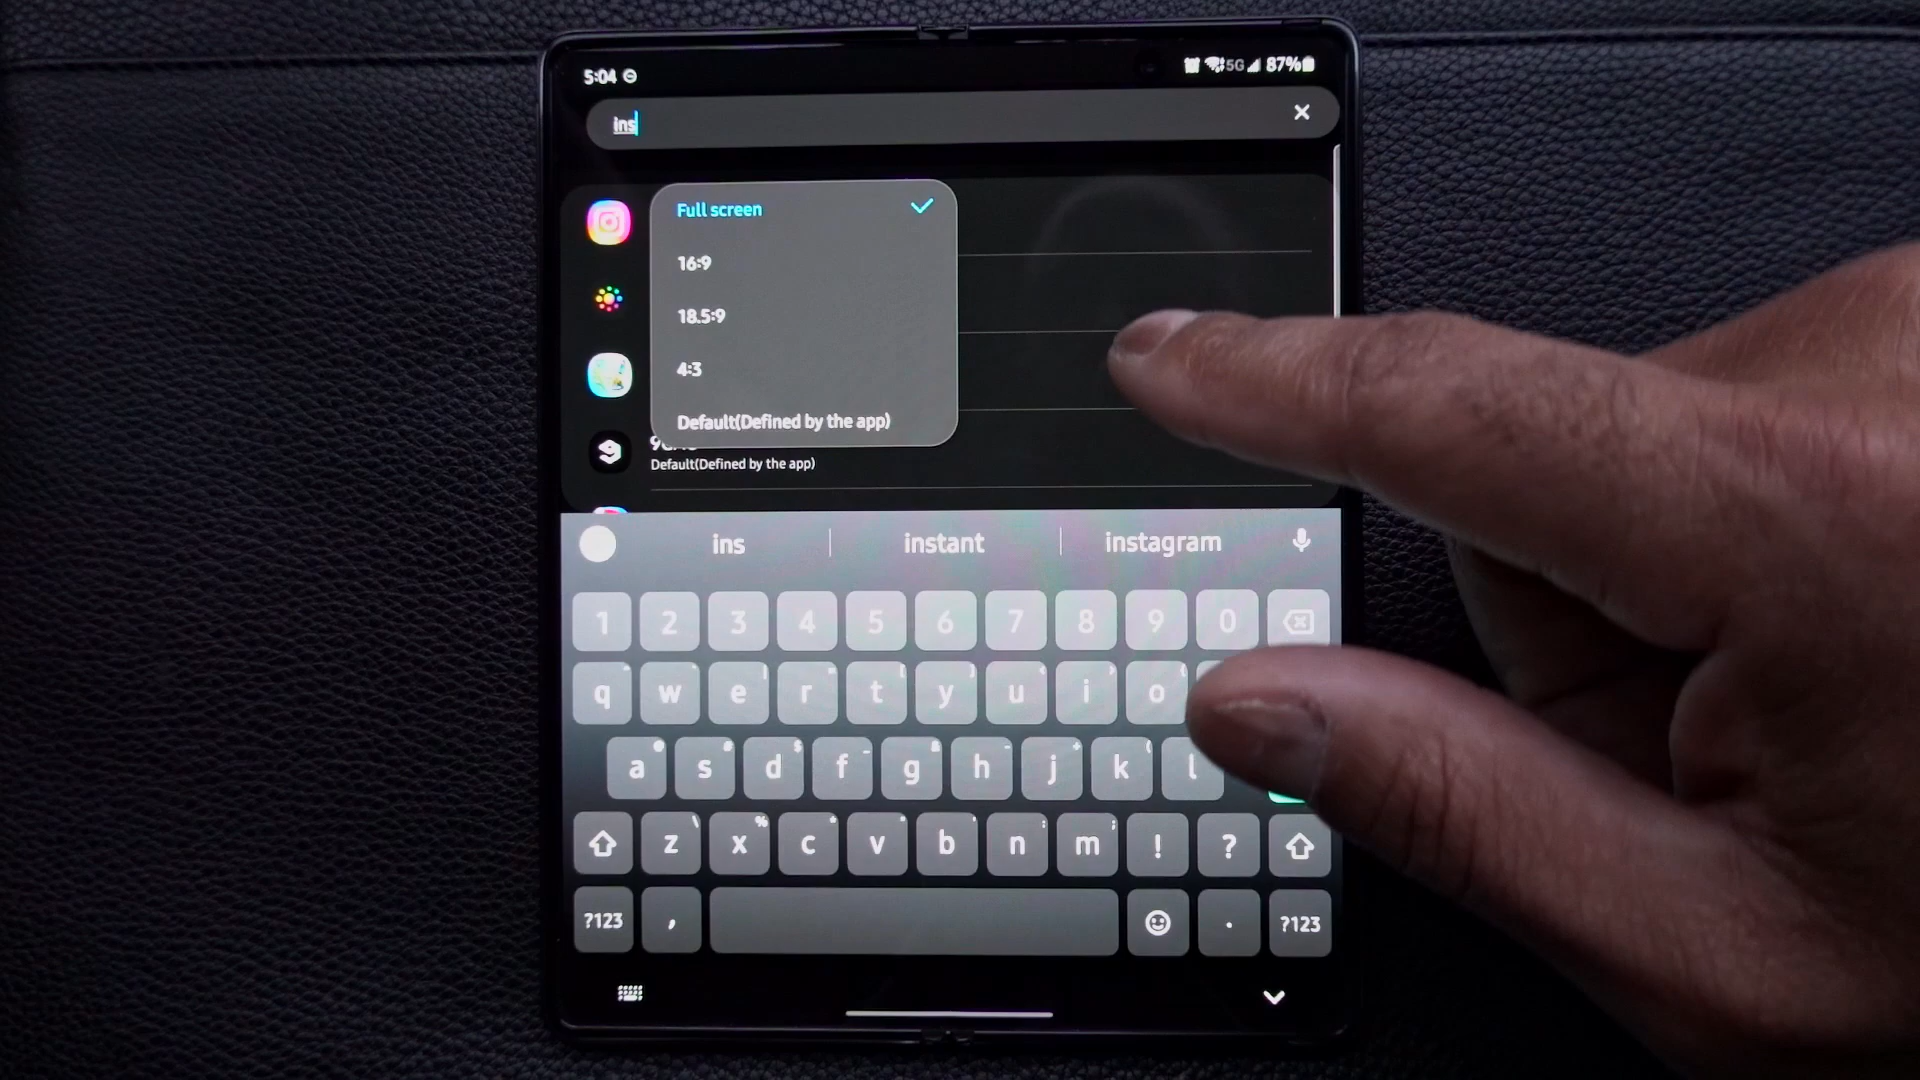 5:04
5G 87%
ins
Full screen
16:9
18.5:9
4:3
Default(Defined by the app)
Default(Defined by the app)
ins instant instagram
1 2 3 4 5 6 7 8 9 0
q w e r t y u i o
a s d f g h j k l
z x c v b n m ! ?
?123 , . ?123